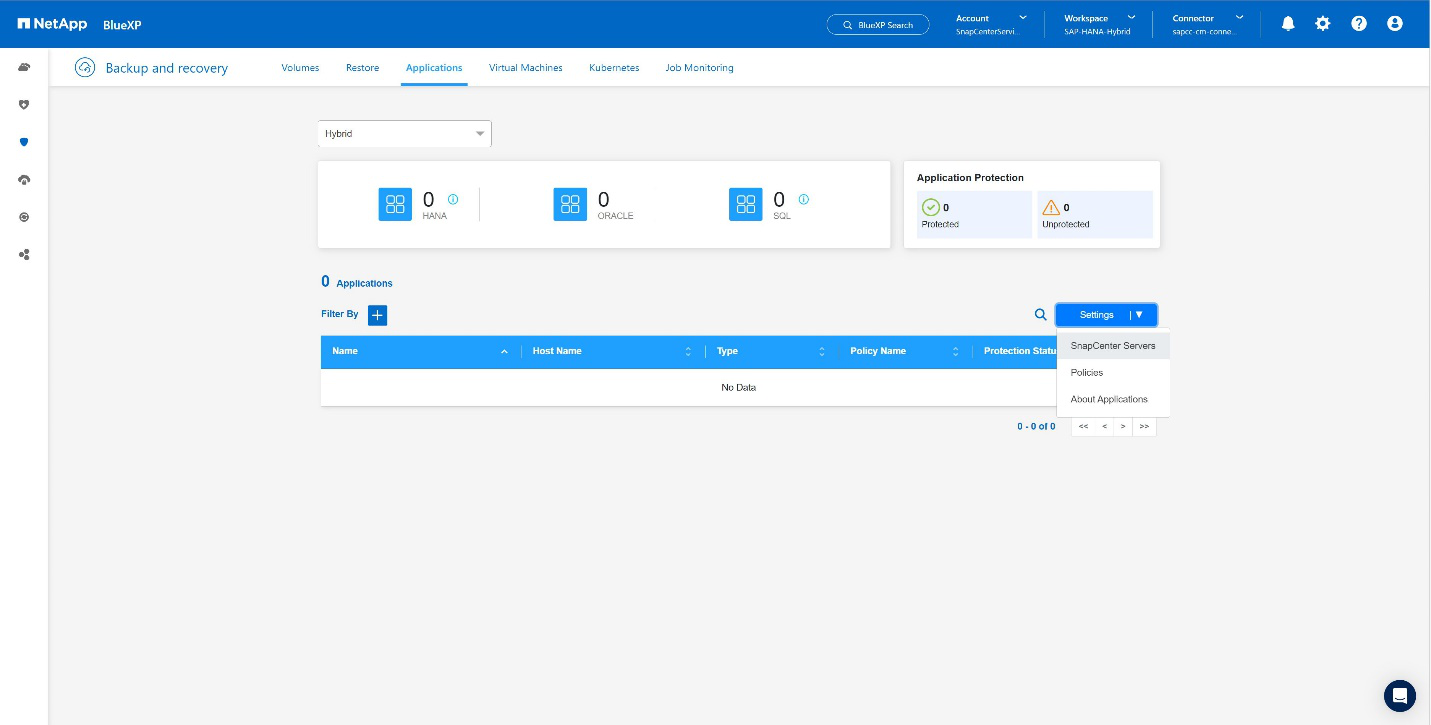 NetApp BlueXP BlueXP Search Account Workspace Connector
SnapCenterServi... SAP-HANA-Hybrid sapcc-cm-conne...
Backup and recovery Volumes Restore Applications Virtual Machines Kubernetes Job Monitoring
Hybrid
0 HANA
0 ORACLE
0 SQL
Application Protection
0 Protected
0 Unprotected
0 Applications
Filter By + Settings
SnapCenter Servers
Policies
About Applications
Name Host Name Type Policy Name Protection Statu
No Data
0 - 0 of 0 << < > >>